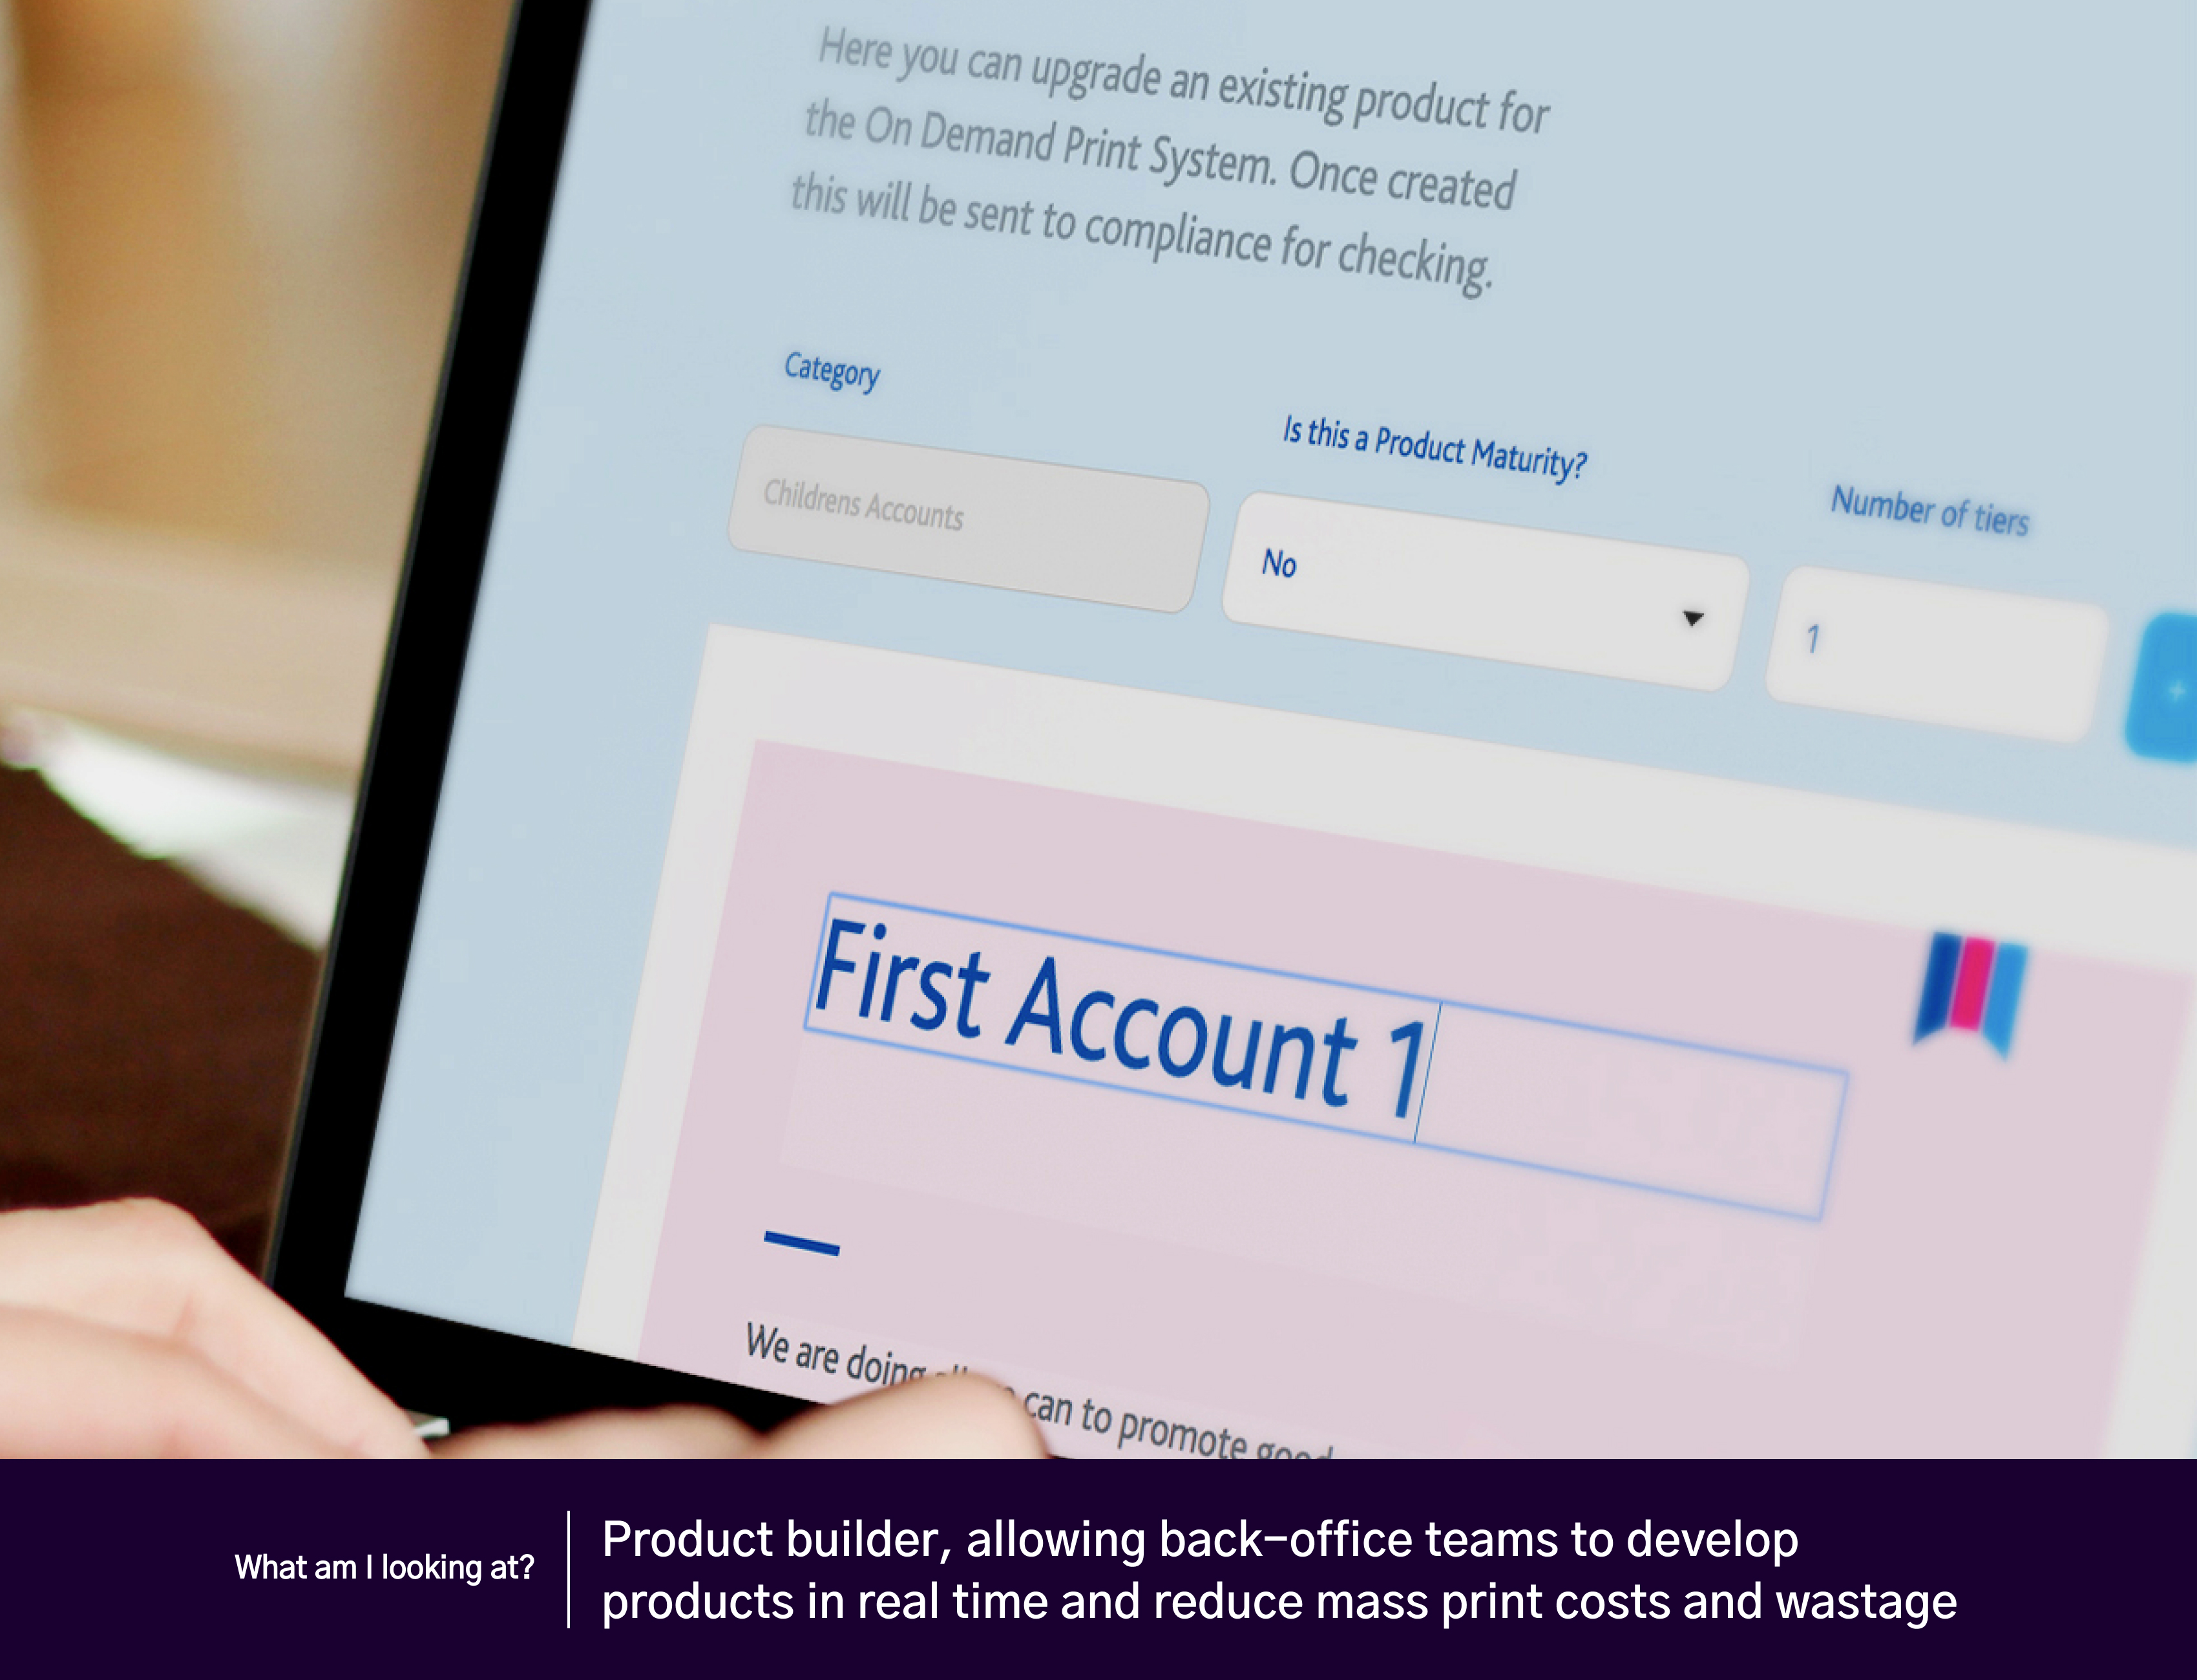 Here you can upgrade an existing product for
the On Demand Print System. Once created
this will be sent to compliance for checking.
Category
Is this a Product Maturity?
Number of tiers
Childrens Accounts
No
1
+
First Account 1
We are doing can to promote
What am I looking at?
Product builder, allowing back-office teams to develop
products in real time and reduce mass print costs and wastage